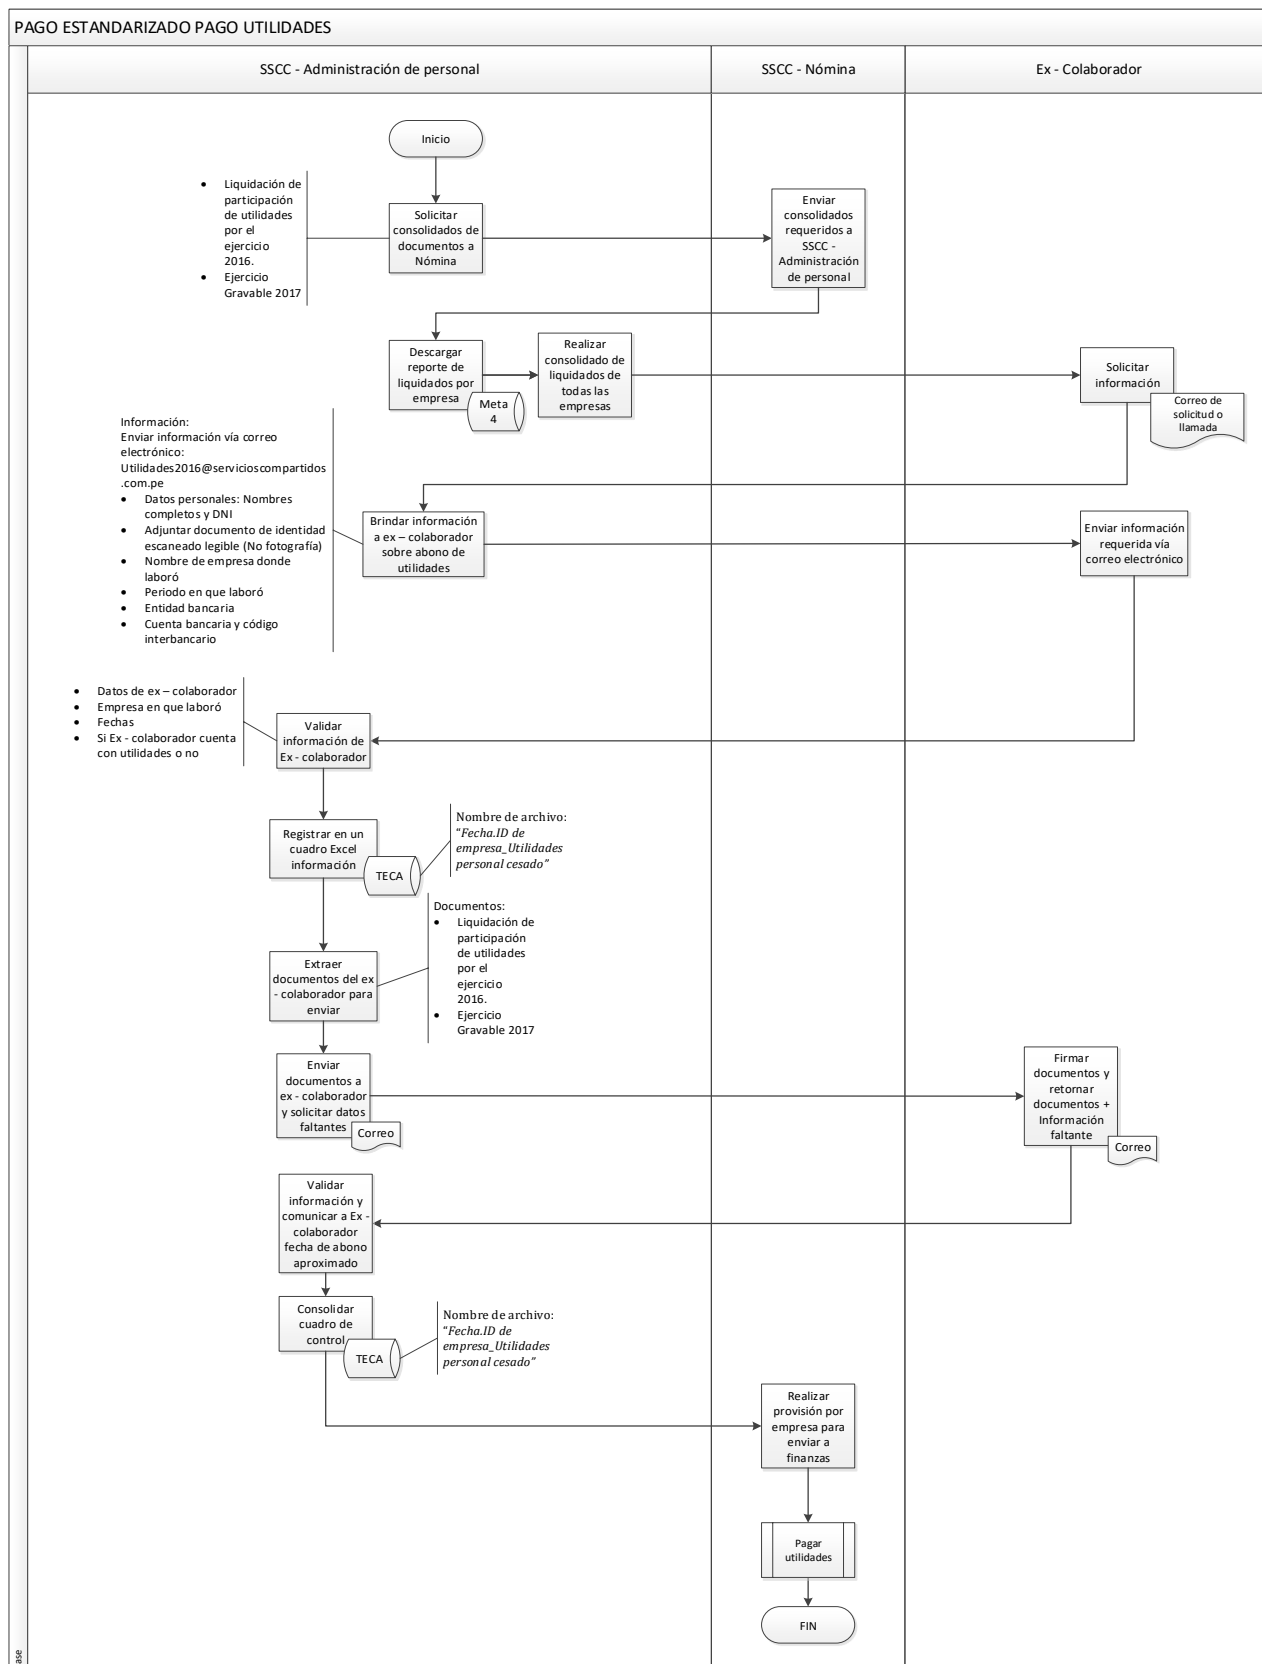 PAGO ESTANDARIZADO PAGO UTILIDADES
SSCC - Administración de personal
SSCC - Nómina
Ex - Colaborador
Inicio
• Liquidación de
participación
de utilidades
por el
ejercicio
2016.
• Ejercicio
Gravable 2017
Solicitar
consolidados de
documentos a
Nómina
Enviar
consolidados
requeridos a
SSCC -
Administración
de personal
Descargar
reporte de
liquidados por
empresa
Meta
4
Realizar
consolidado de
liquidados de
todas las
empresas
Solicitar
información
Correo de
solicitud o
llamada
Información:
Enviar información vía correo
electrónico:
Utilidades2016@servicioscompartidos
.com.pe
• Datos personales: Nombres
completos y DNI
• Adjuntar documento de identidad
escaneado legible (No fotografía)
• Nombre de empresa donde
laboró
• Periodo en que laboró
• Entidad bancaria
• Cuenta bancaria y código
interbancario
Brindar información
a ex – colaborador
sobre abono de
utilidades
Enviar información
requerida vía
correo electrónico
• Datos de ex – colaborador
• Empresa en que laboró
• Fechas
• Si Ex - colaborador cuenta
con utilidades o no
Validar
información de
Ex - colaborador
Registrar en un
cuadro Excel
información
TECA
Nombre de archivo:
“Fecha.ID de
empresa_Utilidades
personal cesado”
Documentos:
• Liquidación de
participación
de utilidades
por el
ejercicio
2016.
• Ejercicio
Gravable 2017
Extraer
documentos del ex
- colaborador para
enviar
Enviar
documentos a
ex - colaborador
y solicitar datos
faltantes
Correo
Firmar
documentos y
retornar
documentos +
Información
faltante
Correo
Validar
información y
comunicar a Ex -
colaborador
fecha de abono
aproximado
Consolidar
cuadro de
control
TECA
Nombre de archivo:
“Fecha.ID de
empresa_Utilidades
personal cesado”
Realizar
provisión por
empresa para
enviar a
finanzas
Pagar
utilidades
FIN
ase